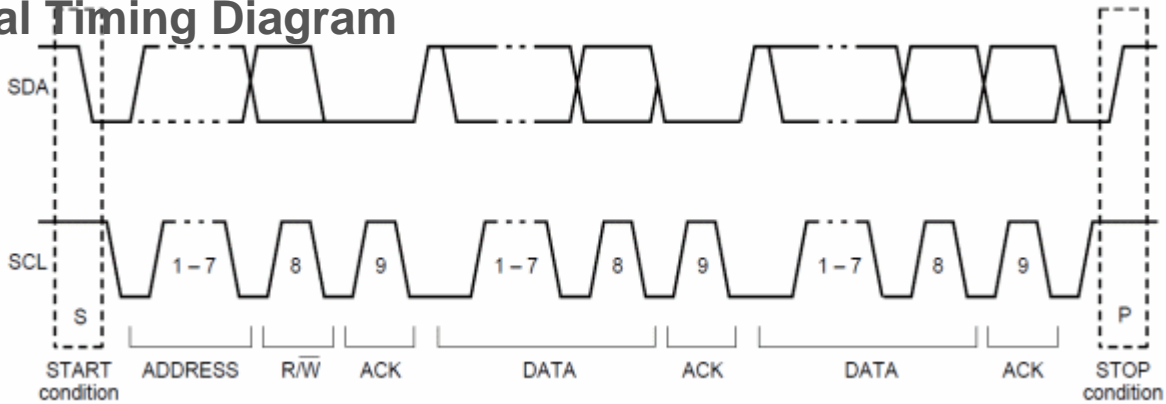 al Timing Diagram
SDA
SCL 1 – 7 8 9 1 – 7 8 9 1 – 7 8 9
S P
START ADDRESS R/W̅ ACK DATA ACK DATA ACK STOP
condition condition